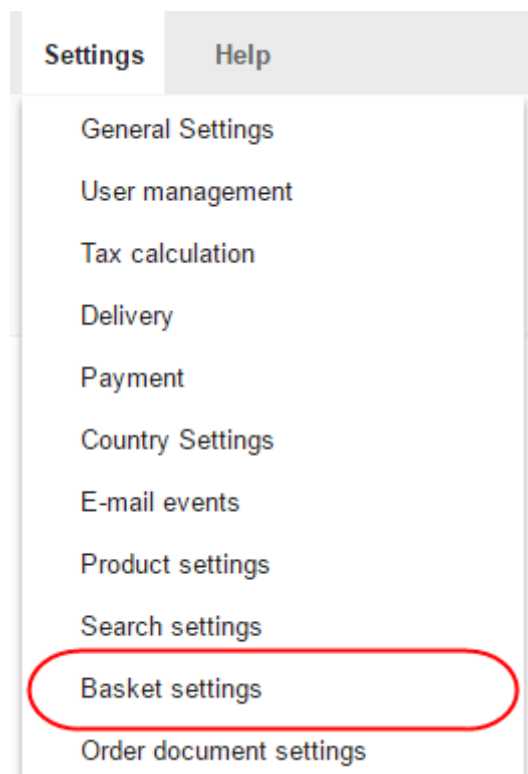 Settings Help
General Settings
User management
Tax calculation
Delivery
Payment
Country Settings
E-mail events
Product settings
Search settings
Basket settings
Order document settings